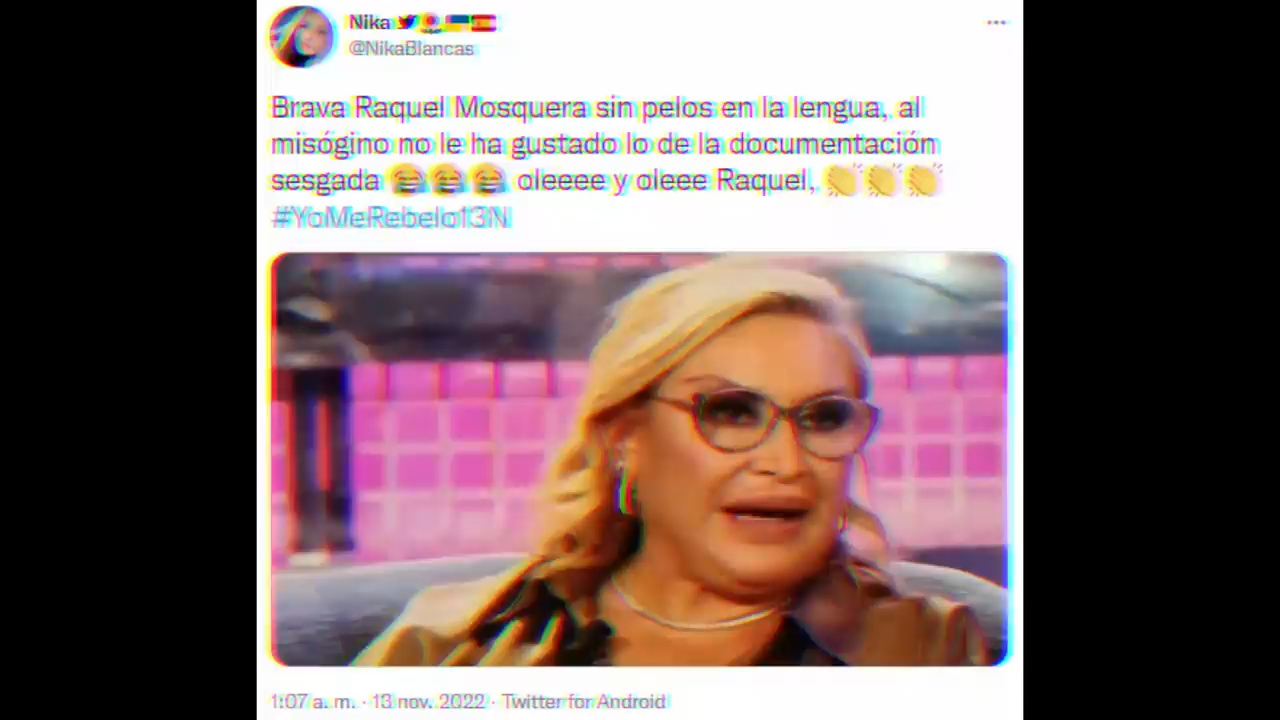 Nika
@NikaBlancas
Brava Raquel Mosquera sin pelos en la lengua, al
misógino no le ha gustado lo de la documentación
sesgada 😂😂😂 oleeee y oleee Raquel, 👏👏👏
#YoMeRebelo13N
1:07 a. m. · 13 nov. 2022 · Twitter for Android